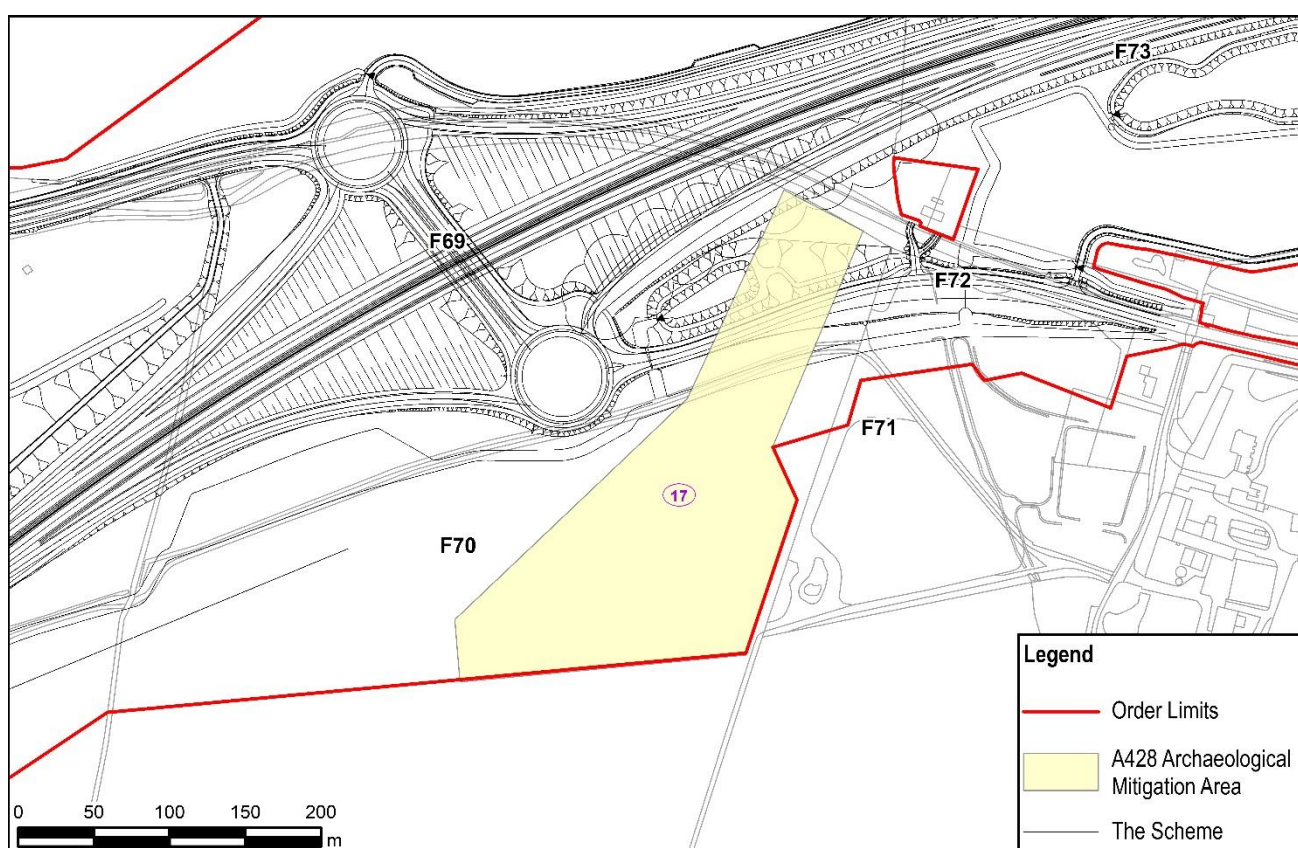 F73
F69
F72
F71
17
F70
Legend
Order Limits
A428 Archaeological
Mitigation Area
The Scheme
0 50 100 150 200
m